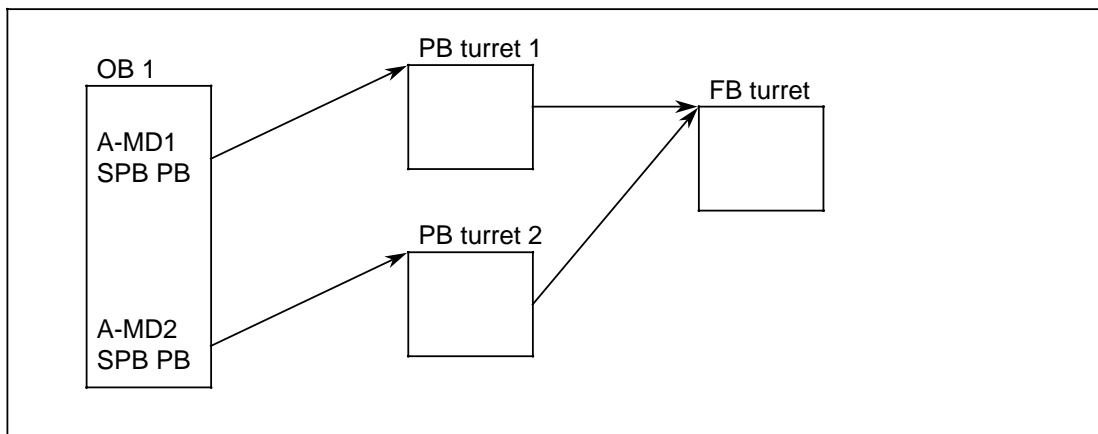 OB 1
A-MD1
SPB PB
A-MD2
SPB PB
PB turret 1
PB turret 2
FB turret